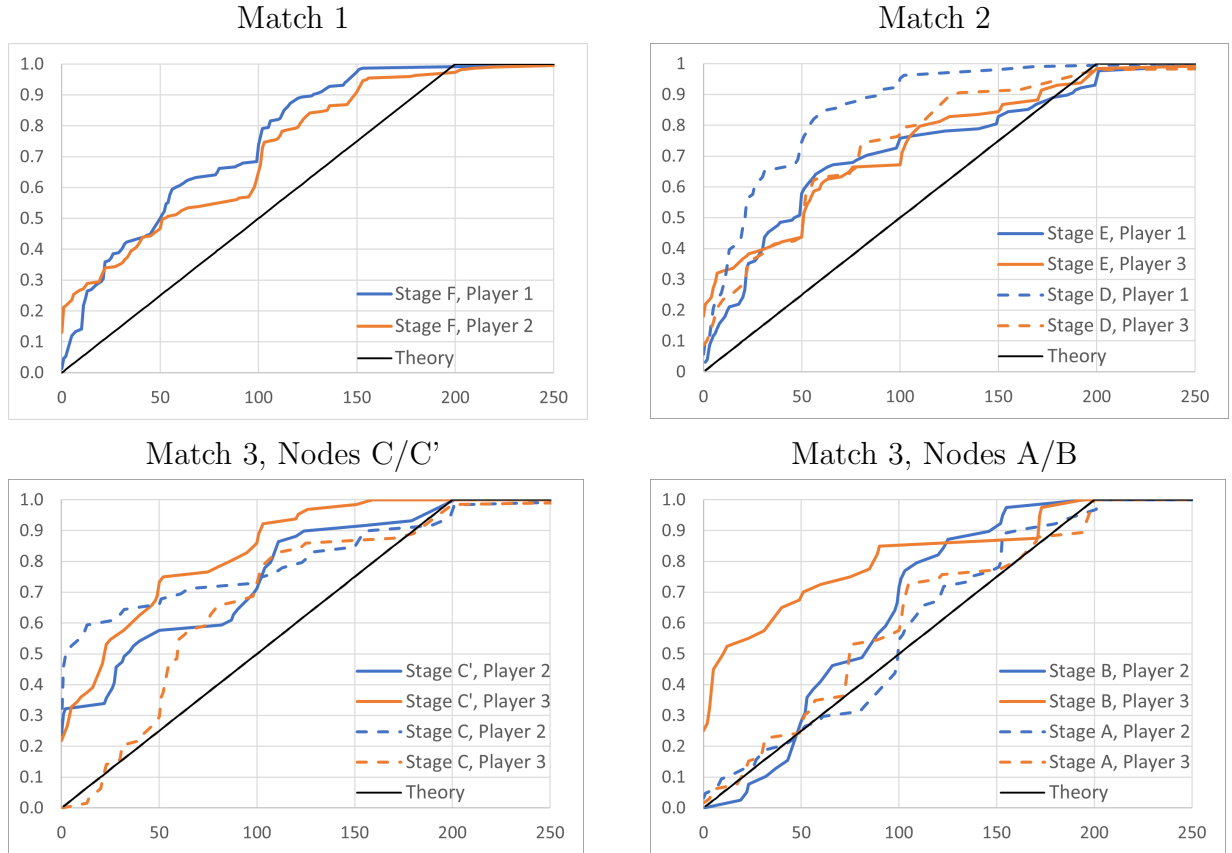 Match 1
1.0
0.9
0.8
0.7
0.6
0.5
0.4
0.3
0.2
0.1
0.0
0 50 100 150 200 250
Stage F, Player 1
Stage F, Player 2
Theory
Match 2
1.0
0.9
0.8
0.7
0.6
0.5
0.4
0.3
0.2
0.1
0
0 50 100 150 200 250
Stage E, Player 1
Stage E, Player 3
Stage D, Player 1
Stage D, Player 3
Theory
Match 3, Nodes C/C’
1.0
0.9
0.8
0.7
0.6
0.5
0.4
0.3
0.2
0.1
0.0
0 50 100 150 200 250
Stage C', Player 2
Stage C', Player 3
Stage C, Player 2
Stage C, Player 3
Theory
Match 3, Nodes A/B
1.0
0.9
0.8
0.7
0.6
0.5
0.4
0.3
0.2
0.1
0.0
0 50 100 150 200 250
Stage B, Player 2
Stage B, Player 3
Stage A, Player 2
Stage A, Player 3
Theory